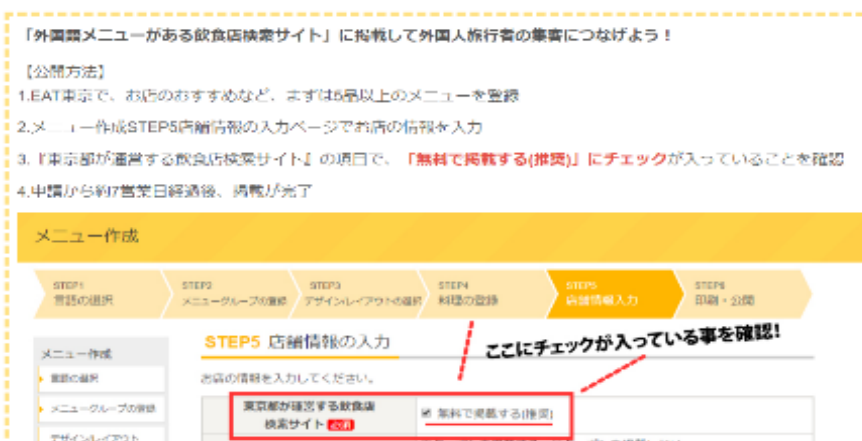 「外国語メニューがある飲食店検索サイト」に掲載して外国人旅行者の集客につなげよう！
【公開方法】
1.EAT東京で、お店のおすすめなど、まずは5品以上のメニューを登録
2.メニュー作成STEP5店舗情報の入力ページでお店の情報を入力
3.『東京都が運営する飲食店検索サイト』の項目で、「無料で掲載する(推奨)」にチェックが入っていることを確認
4.申請から約7営業日経過後、掲載が完了
メニュー作成
STEP1 STEP2 STEP3 STEP4 STEP5 STEP6
言語の選択 メニューグループの登録 デザインレイアウトの選択 料理の登録 店舗情報入力 印刷・公開
STEP5 店舗情報の入力
ここにチェックが入っている事を確認!
メニュー作成
言語の選択
お店の情報を入力してください。
メニューグループの登録
東京都が運営する飲食店
検索サイト 必須
無料で掲載する(推奨)
デザインレイアウト